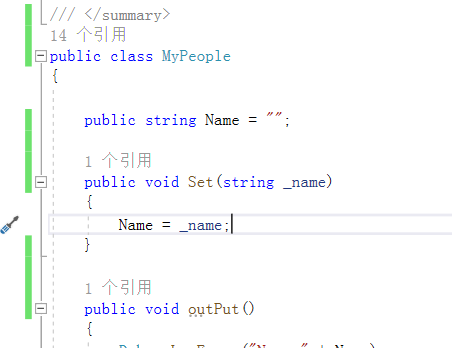 /// </summary>
14 个引用
public class MyPeople
{
public string Name = "";
1 个引用
public void Set(string _name)
{
Name = _name;
}
1 个引用
public void outPut()
{